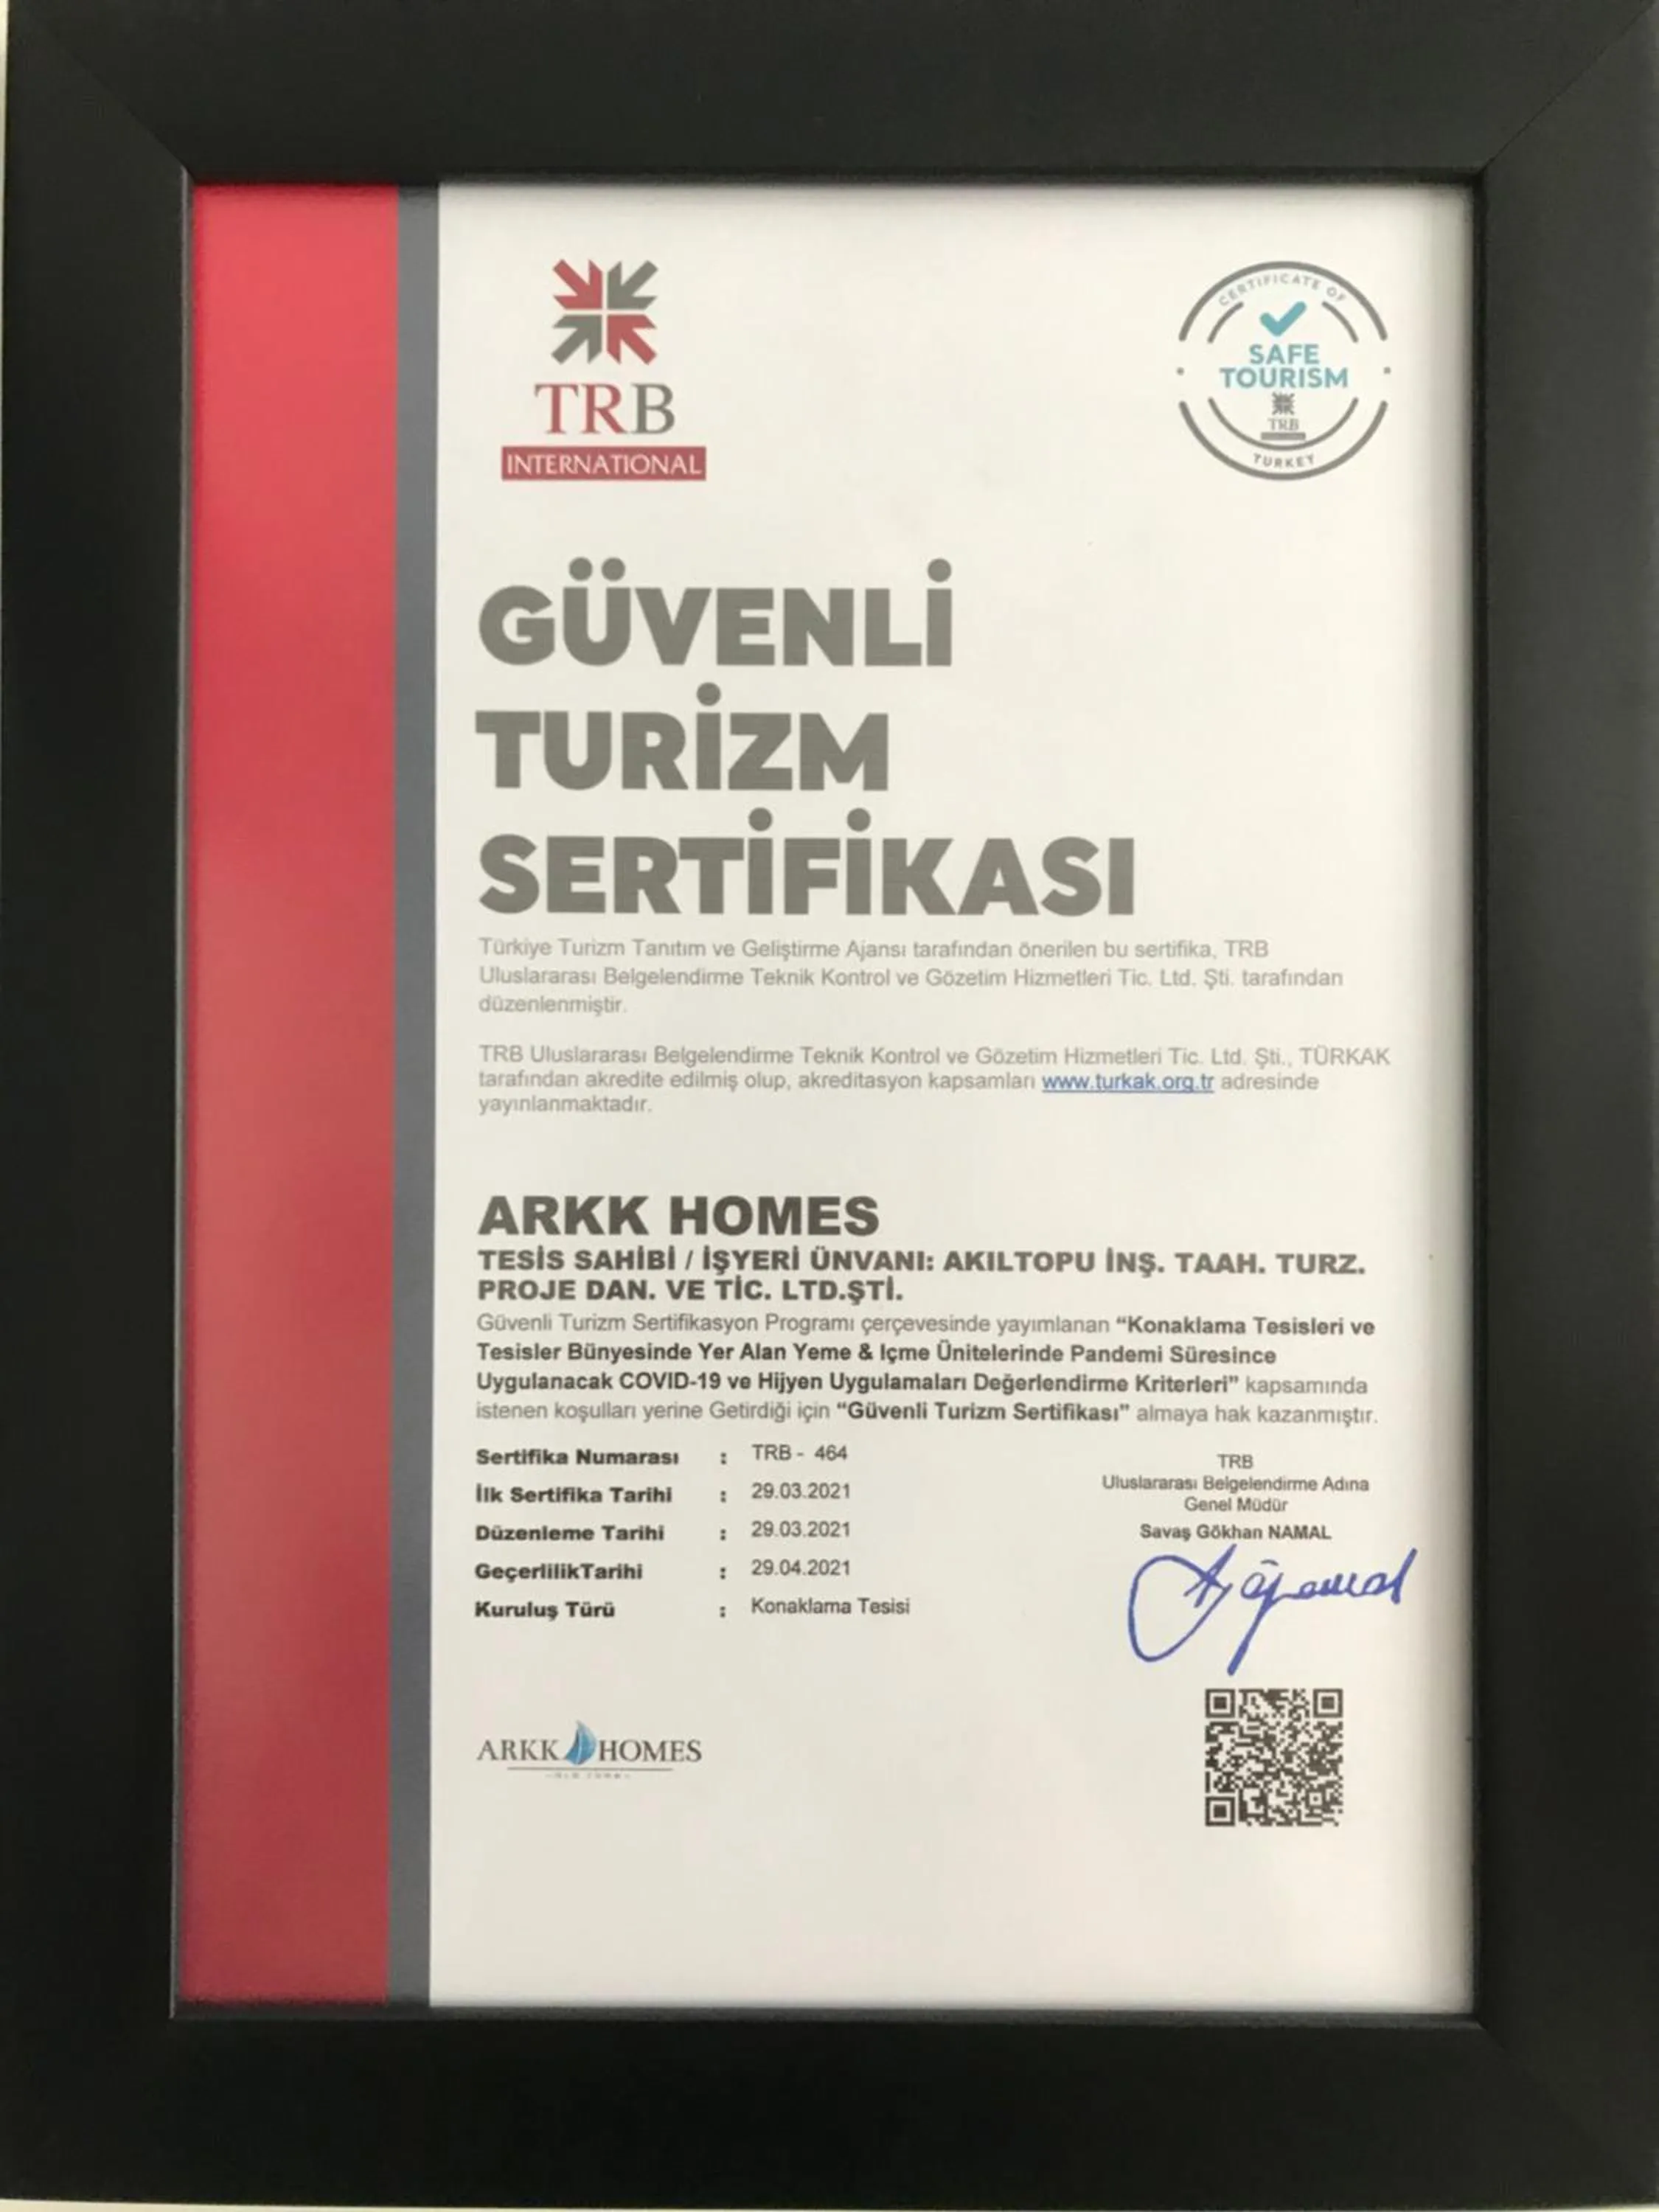 TRB
INTERNATIONAL
CERTIFICATE OF
SAFE
TOURISM
TRB
TURKEY
GÜVENLİ
TURİZM
SERTİFİKASI
Türkiye Turizm Tanıtım ve Geliştirme Ajansı tarafından önerilen bu sertifika, TRB
Uluslararası Belgelendirme Teknik Kontrol ve Gözetim Hizmetleri Tic. Ltd. Şti. tarafından
düzenlenmiştir.
TRB Uluslararası Belgelendirme Teknik Kontrol ve Gözetim Hizmetleri Tic. Ltd. Şti., TÜRKAK
tarafından akredite edilmiş olup, akreditasyon kapsamları www.turkak.org.tr adresinde
yayınlanmaktadır.
ARKK HOMES
TESİS SAHİBİ / İŞYERİ ÜNVANI: AKILTOPU İNŞ. TAAH. TURZ.
PROJE DAN. VE TİC. LTD.ŞTİ.
Güvenli Turizm Sertifikasyon Programı çerçevesinde yayımlanan “Konaklama Tesisleri ve
Tesisler Bünyesinde Yer Alan Yeme & Içme Ünitelerinde Pandemi Süresince
Uygulanacak COVID-19 ve Hijyen Uygulamaları Değerlendirme Kriterleri” kapsamında
istenen koşulları yerine Getirdiği için “Güvenli Turizm Sertifikası” almaya hak kazanmıştır.
Sertifika Numarası : TRB - 464
İlk Sertifika Tarihi : 29.03.2021
Düzenleme Tarihi : 29.03.2021
GeçerlilikTarihi : 29.04.2021
Kuruluş Türü : Konaklama Tesisi
TRB
Uluslararası Belgelendirme Adına
Genel Müdür
Savaş Gökhan NAMAL
ARKK HOMES